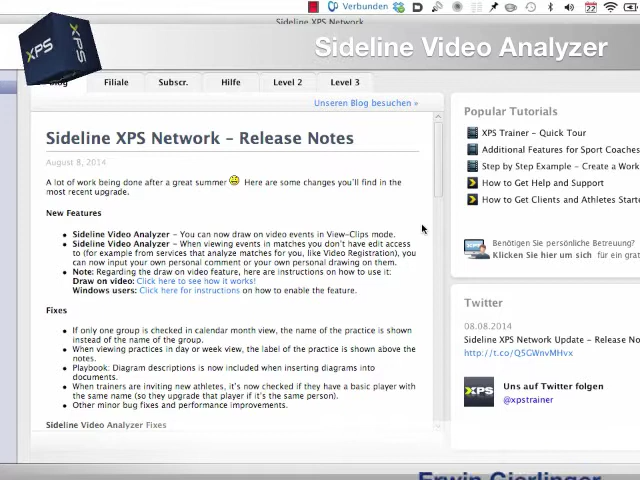 Verbunden
22
Sideline XPS Network
XPS
XPS
Sideline Video Analyzer
Blog
Filiale
Subscr.
Hilfe
Level 2
Level 3
Unseren Blog besuchen »
Sideline XPS Network – Release Notes
August 8, 2014
A lot of work being done after a great summer Here are some changes you'll find in the
most recent upgrade.
New Features
• Sideline Video Analyzer – You can now draw on video events in View-Clips mode.
• Sideline Video Analyzer – When viewing events in matches you don't have edit access
to (for example from services that analyze matches for you, like Video Registration), you
can now input your own personal comment or your own personal drawing on them.
• Note: Regarding the draw on video feature, here are instructions on how to use it:
Draw on video: Click here to see how it works!
Windows users: Click here for instructions on how to enable the feature.
Fixes
• If only one group is checked in calendar month view, the name of the practice is shown
instead of the name of the group.
• When viewing practices in day or week view, the label of the practice is shown above the
notes.
• Playbook: Diagram descriptions is now included when inserting diagrams into
documents.
• When trainers are inviting new athletes, it's now checked if they have a basic player with
the same name (so they upgrade that player if it's the same person).
• Other minor bug fixes and performance improvements.
Sideline Video Analyzer Fixes
Popular Tutorials
XPS Trainer – Quick Tour
Additional Features for Sport Coaches
Step by Step Example – Create a Work
How to Get Help and Support
How to Get Clients and Athletes Starte
Benötigen Sie persönliche Betreuung?
Klicken Sie hier um sich für ein grat
Twitter
08.08.2014
Sideline XPS Network Update – Release No
http://t.co/Q5GWnvMHvx
XPS
Uns auf Twitter folgen
@xpstrainer
Erwin Gierlinger